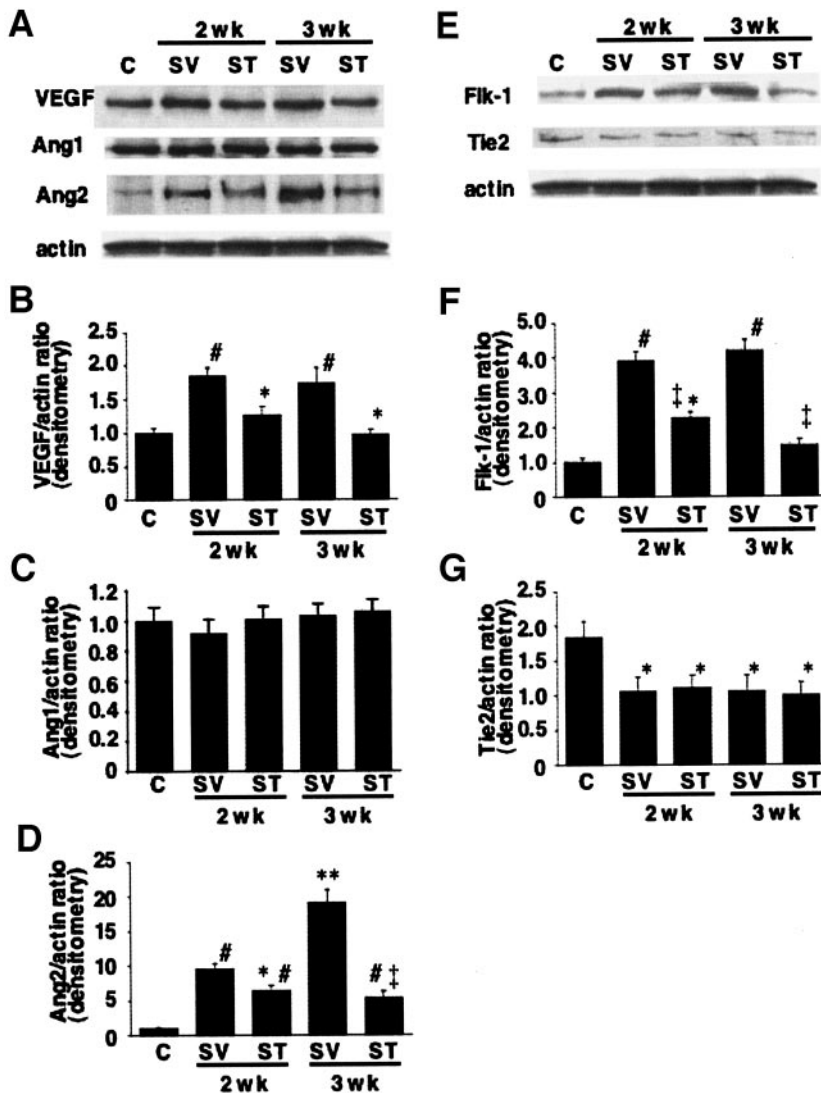 A
2 wk 3 wk
C SV ST SV ST
VEGF
Ang1
Ang2
actin
B
VEGF/actin ratio
(densitometry)
2.5
2.0
1.5
1.0
0.5
0.0
# * # *
C SV ST SV ST
2 wk 3 wk
C
Ang1/actin ratio
(densitometry)
1.2
1.0
0.8
0.6
0.4
0.2
0
C SV ST SV ST
2 wk 3 wk
D
Ang2/actin ratio
(densitometry)
25
20
15
10
5
0
# * # ** # ‡
C SV ST SV ST
2 wk 3 wk
E
2 wk 3 wk
C SV ST SV ST
Flk-1
Tie2
actin
F
Flk-1/actin ratio
(densitometry)
5.0
4.0
3.0
2.0
1.0
0
# ‡ * # ‡
C SV ST SV ST
2 wk 3 wk
G
Tie2/actin ratio
(densitometry)
2.5
2.0
1.5
1.0
0.5
0
* * * *
C SV ST SV ST
2 wk 3 wk